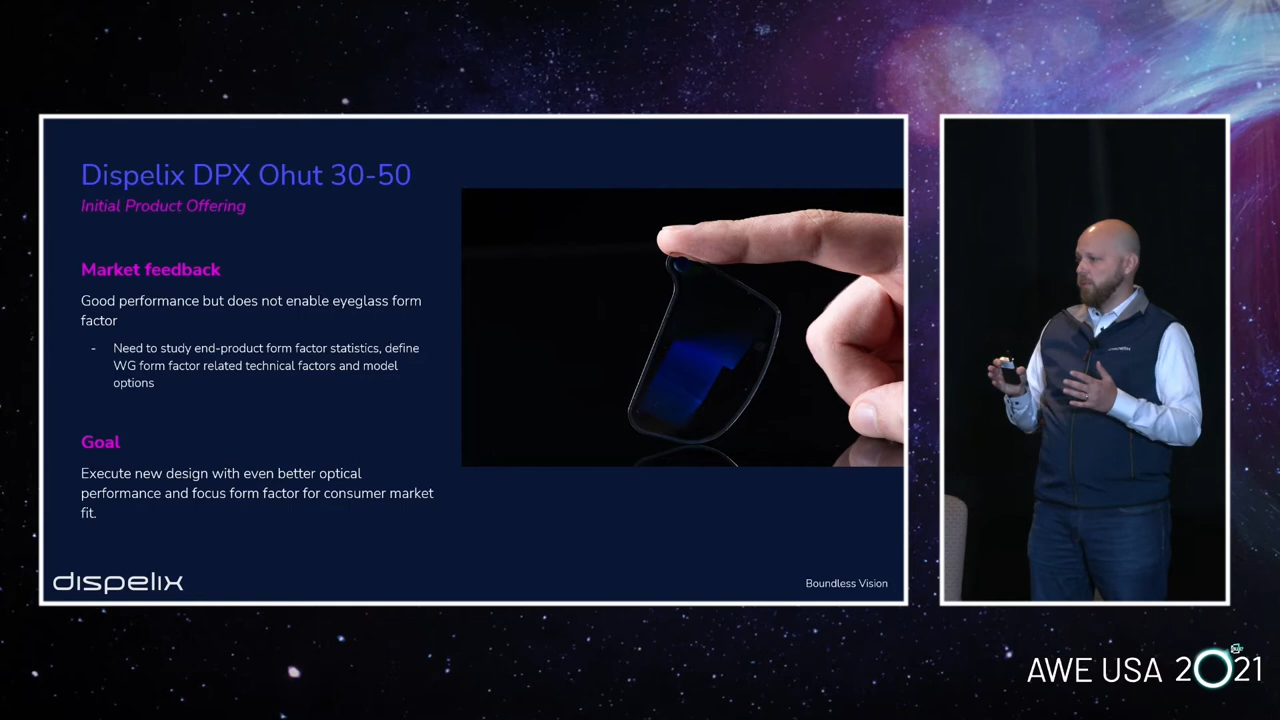 Dispelix DPX Ohut 30-50
Initial Product Offering
Market feedback
Good performance but does not enable eyeglass form
factor
- Need to study end-product form factor statistics, define
WG form factor related technical factors and model
options
Goal
Execute new design with even better optical
performance and focus form factor for consumer market
fit.
dispelix
Boundless Vision
AWE USA 2021